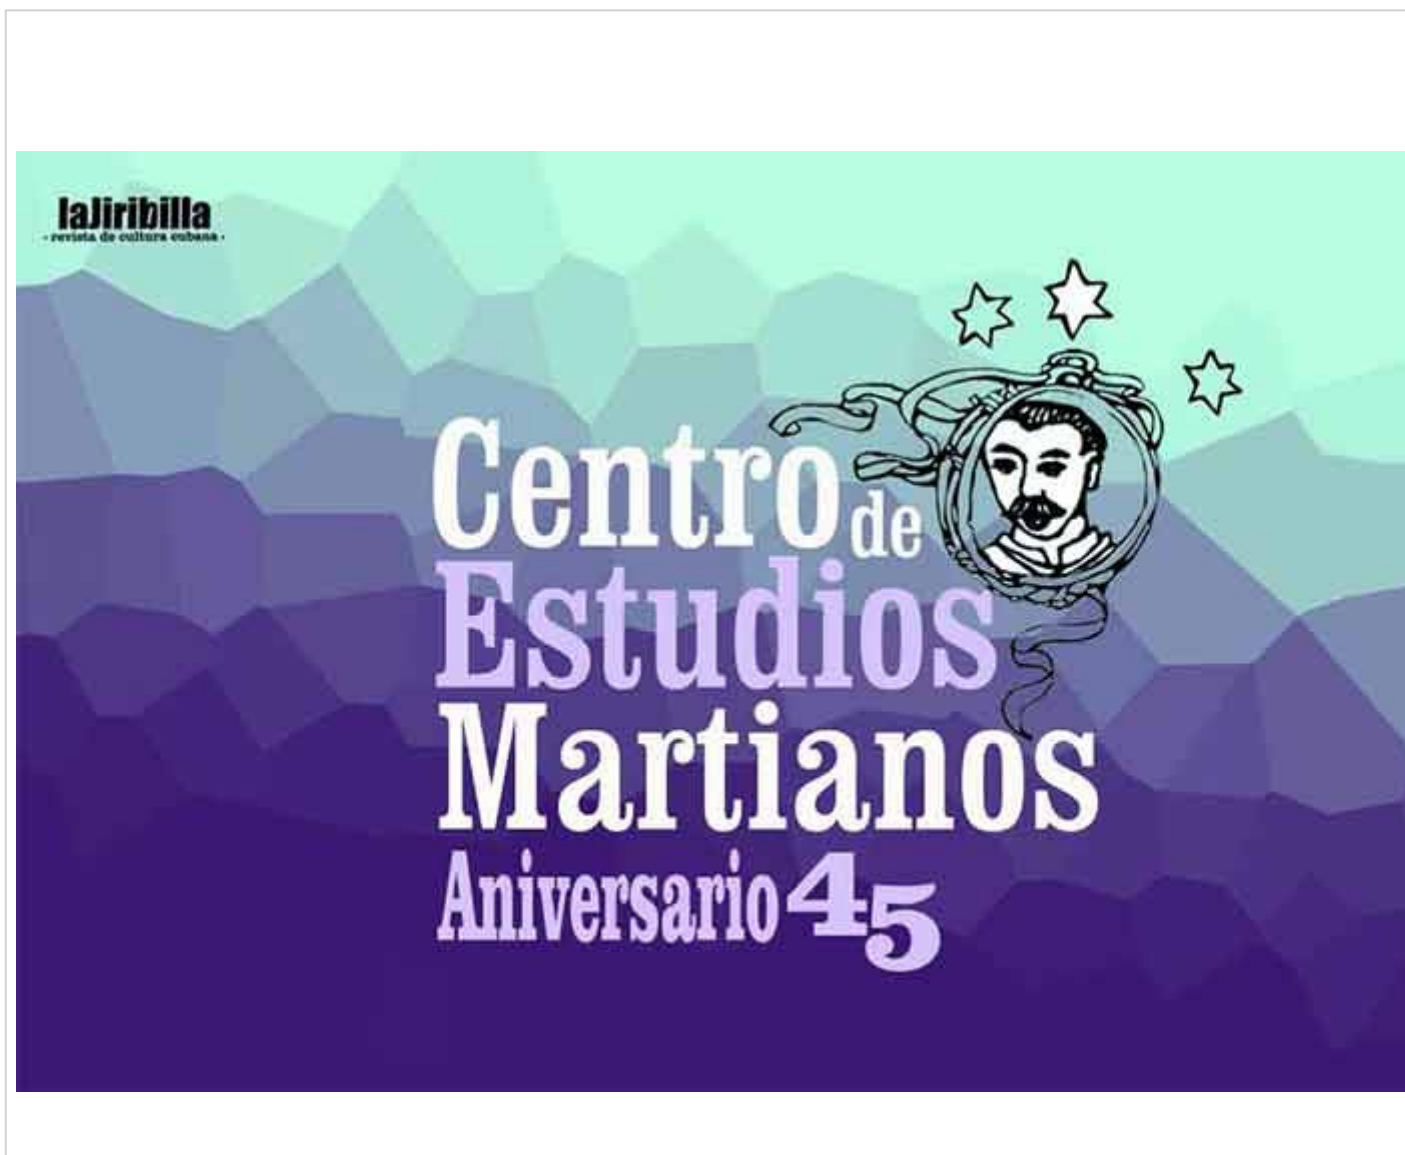 laJiribilla
· revista de cultura cubana ·
Centro de
Estudios
Martianos
Aniversario 45